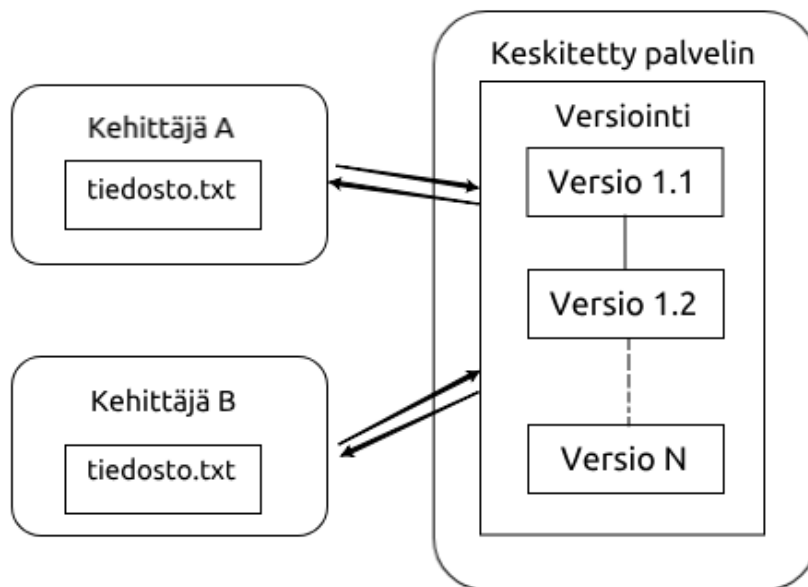 Keskitetty palvelin
Versiointi
Kehittäjä A
tiedosto.txt
Versio 1.1
Versio 1.2
Kehittäjä B
tiedosto.txt
Versio N